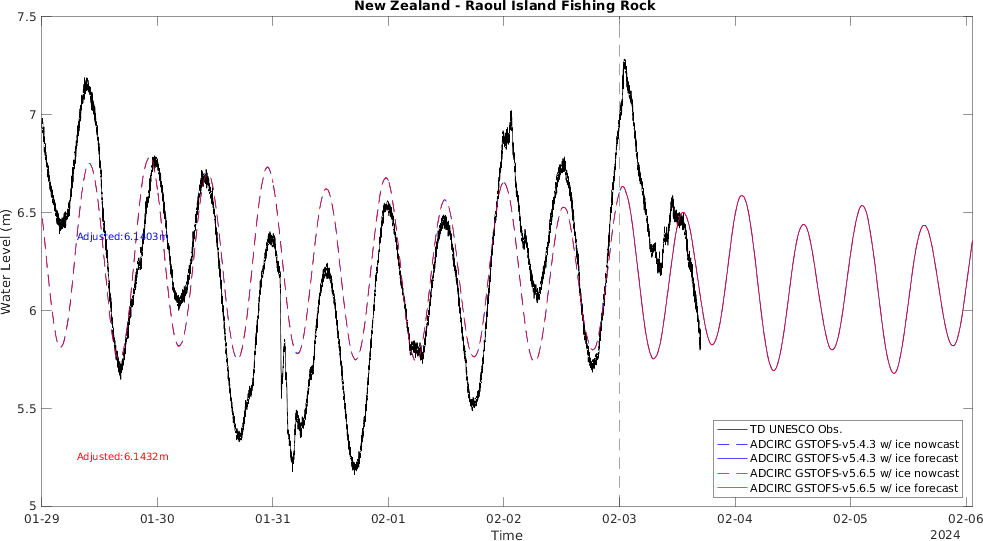 New Zealand - Raoul Island Fishing Rock
7.5
7
6.5
6
5.5
5
Water Level (m)
Adjusted:6.1403m
Adjusted:6.1432m
TD UNESCO Obs.
ADCIRC GSTOFS-v5.4.3 w/ ice nowcast
ADCIRC GSTOFS-v5.4.3 w/ ice forecast
ADCIRC GSTOFS-v5.6.5 w/ ice nowcast
ADCIRC GSTOFS-v5.6.5 w/ ice forecast
01-29 01-30 01-31 02-01 02-02 02-03 02-04 02-05 02-06
Time
2024